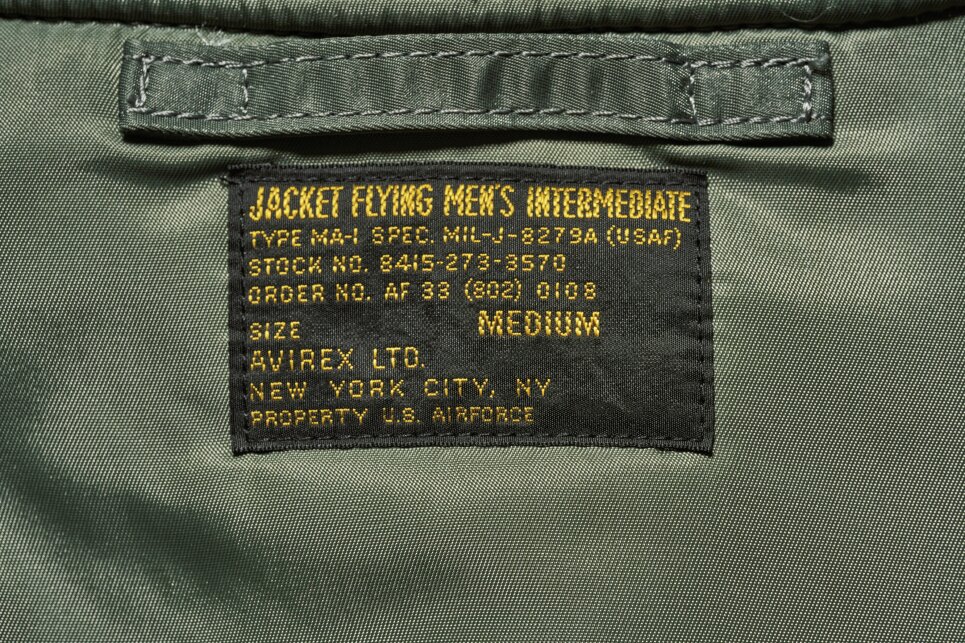 JACKET FLYING MEN'S INTERMEDIATE
TYPE MA-1 SPEC. MIL-J-8279A (USAF)
STOCK NO. 8415-273-3570
ORDER NO. AF 33 (802) 0108
SIZE MEDIUM
AVIREX LTD.
NEW YORK CITY, NY
PROPERTY U.S. AIRFORCE